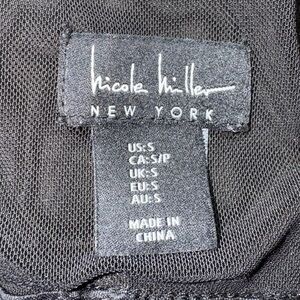 nicole miller
NEW YORK
US:S
CA:S/P
UK:S
EU:S
AU:S
MADE IN
CHINA